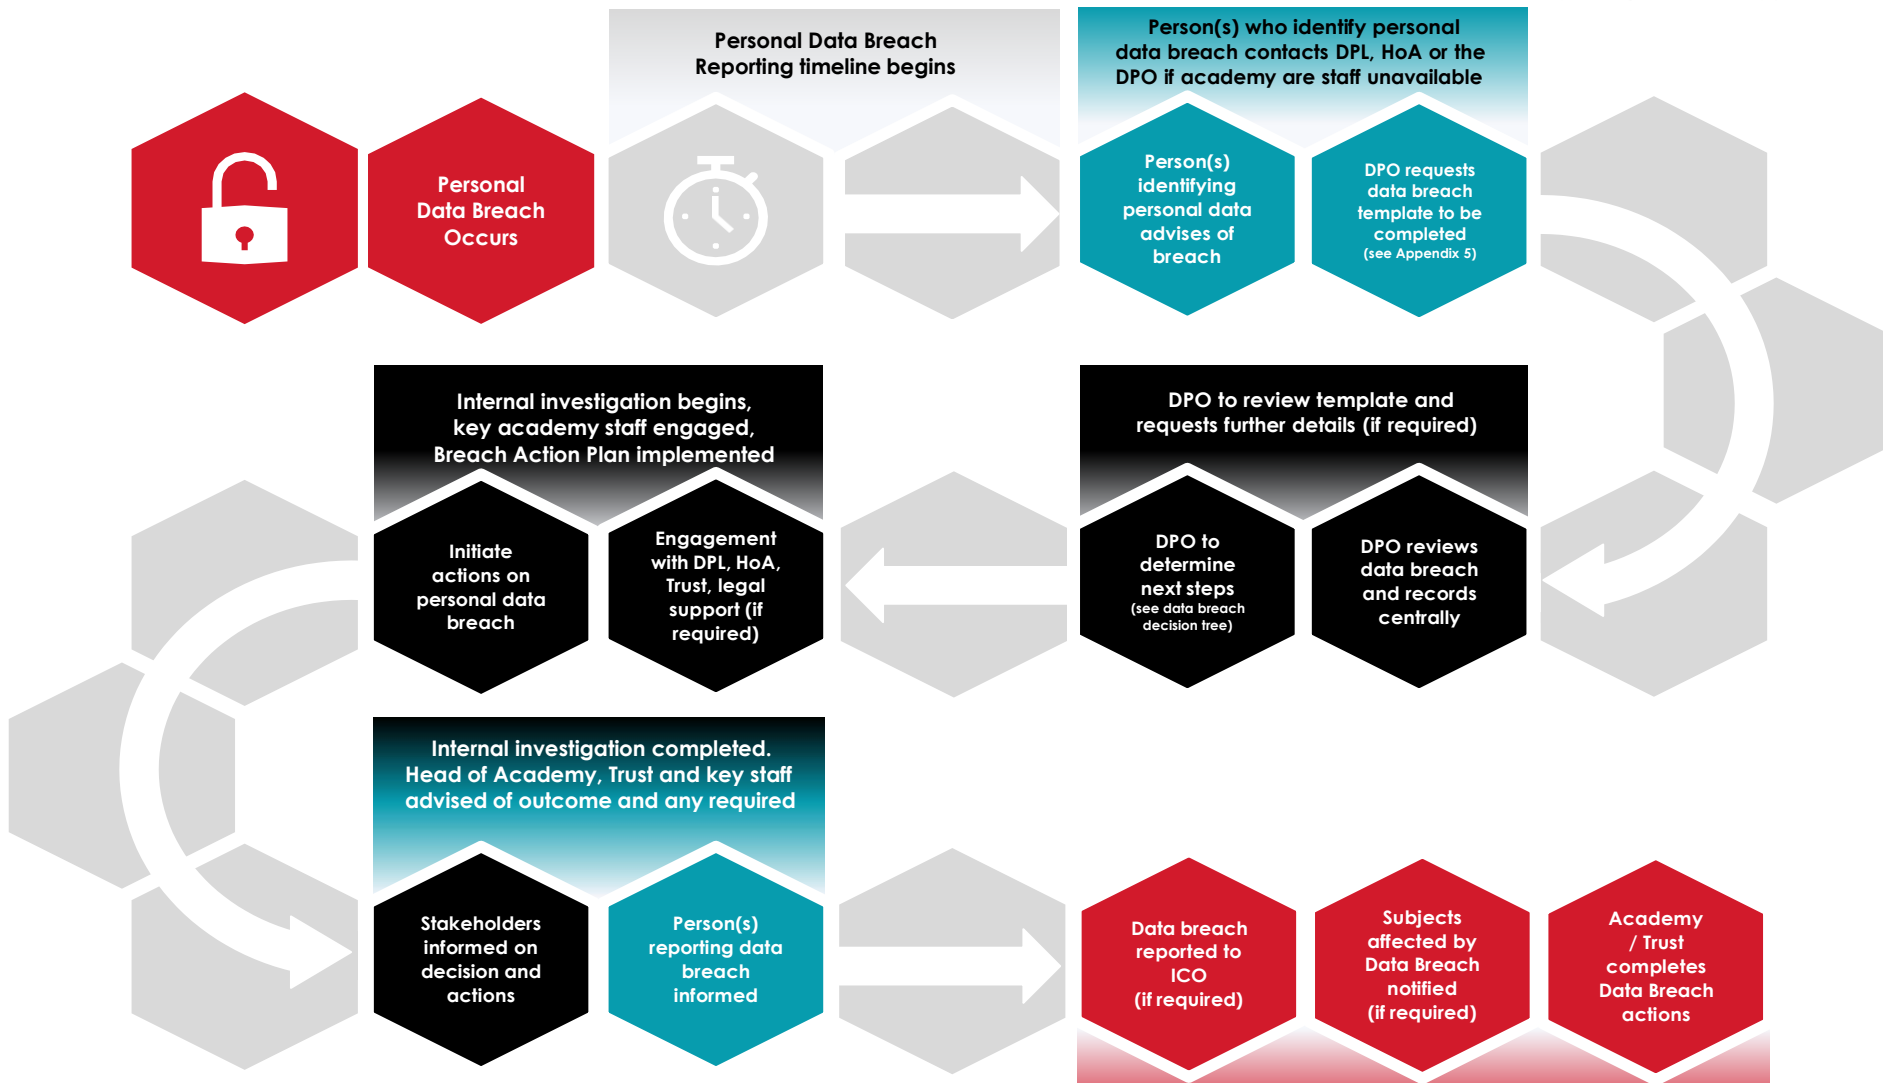 Personal
Data Breach
Occurs
Personal Data Breach
Reporting timeline begins
Person(s) who identify personal
data breach contacts DPL, HoA or the
DPO if academy are staff unavailable
Person(s)
identifying
personal data
advises of
breach
DPO requests
data breach
template to be
completed
(see Appendix 5)
DPO to review template and
requests further details (if required)
DPO reviews
data breach
and records
centrally
DPO to
determine
next steps
(see data breach
decision tree)
Internal investigation begins,
key academy staff engaged,
Breach Action Plan implemented
Engagement
with DPL, HoA,
Trust, legal
support (if
required)
Initiate
actions on
personal data
breach
Internal investigation completed.
Head of Academy, Trust and key staff
advised of outcome and any required
Stakeholders
informed on
decision and
actions
Person(s)
reporting data
breach
informed
Data breach
reported to
ICO
(if required)
Subjects
affected by
Data Breach
notified
(if required)
Academy
/ Trust
completes
Data Breach
actions